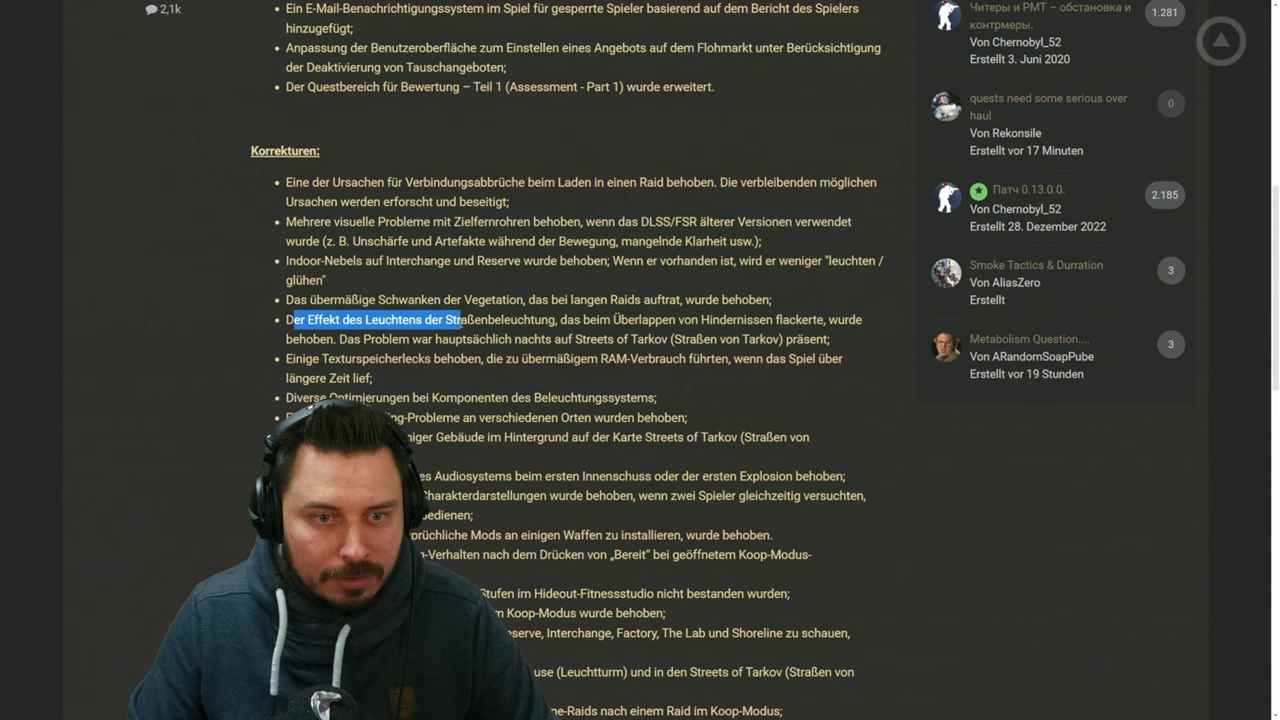 2,1k
Ein E-Mail-Benachrichtigungssystem im Spiel für gesperrte Spieler basierend auf dem Bericht des Spielers
hinzugefügt;
Anpassung der Benutzeroberfläche zum Einstellen eines Angebots auf dem Flohmarkt unter Berücksichtigung
der Deaktivierung von Tauschangeboten;
Der Questbereich für Bewertung – Teil 1 (Assessment - Part 1) wurde erweitert.
Korrekturen:
Eine der Ursachen für Verbindungsabbrüche beim Laden in einen Raid behoben. Die verbleibenden möglichen
Ursachen werden erforscht und beseitigt;
Mehrere visuelle Probleme mit Zielfernrohren behoben, wenn das DLSS/FSR älterer Versionen verwendet
wurde (z. B. Unschärfe und Artefakte während der Bewegung, mangelnde Klarheit usw.);
Indoor-Nebels auf Interchange und Reserve wurde behoben; Wenn er vorhanden ist, wird er weniger "leuchten /
glühen"
Das übermäßige Schwanken der Vegetation, das bei langen Raids auftrat, wurde behoben;
Der Effekt des Leuchtens der Straßenbeleuchtung, das beim Überlappen von Hindernissen flackerte, wurde
behoben. Das Problem war hauptsächlich nachts auf Streets of Tarkov (Straßen von Tarkov) präsent;
Einige Texturspeicherlecks behoben, die zu übermäßigem RAM-Verbrauch führten, wenn das Spiel über
längere Zeit lief;
Diverse Optimierungen bei Komponenten des Beleuchtungssystems;
-Probleme an verschiedenen Orten wurden behoben;
niger Gebäude im Hintergrund auf der Karte Streets of Tarkov (Straßen von
es Audiosystems beim ersten Innenschuss oder der ersten Explosion behoben;
Charakterdarstellungen wurde behoben, wenn zwei Spieler gleichzeitig versuchten,
bedienen;
prüchliche Mods an einigen Waffen zu installieren, wurde behoben.
g-Verhalten nach dem Drücken von „Bereit” bei geöffnetem Koop-Modus-
Stufen im Hideout-Fitnessstudio nicht bestanden wurden;
m Koop-Modus wurde behoben;
eserve, Interchange, Factory, The Lab und Shoreline zu schauen,
use (Leuchtturm) und in den Streets of Tarkov (Straßen von
ne-Raids nach einem Raid im Koop-Modus;
Читеры и РМТ – обстановка и
контрмеры.
1.281
Von Chernobyl_52
Erstellt 3. Juni 2020
quests need some serious over
haul
0
Von Rekonsile
Erstellt vor 17 Minuten
Патч 0.13.0.0.
2.185
Von Chernobyl_52
Erstellt 28. Dezember 2022
Smoke Tactics & Durration
3
Von AliasZero
Erstellt
Metabolism Question....
3
Von ARandomSoapPube
Erstellt vor 19 Stunden